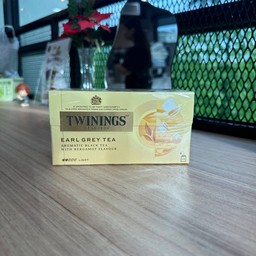 TWININGS
EARL GREY TEA
AROMATIC BLACK TEA
WITH BERGAMOT FLAVOUR